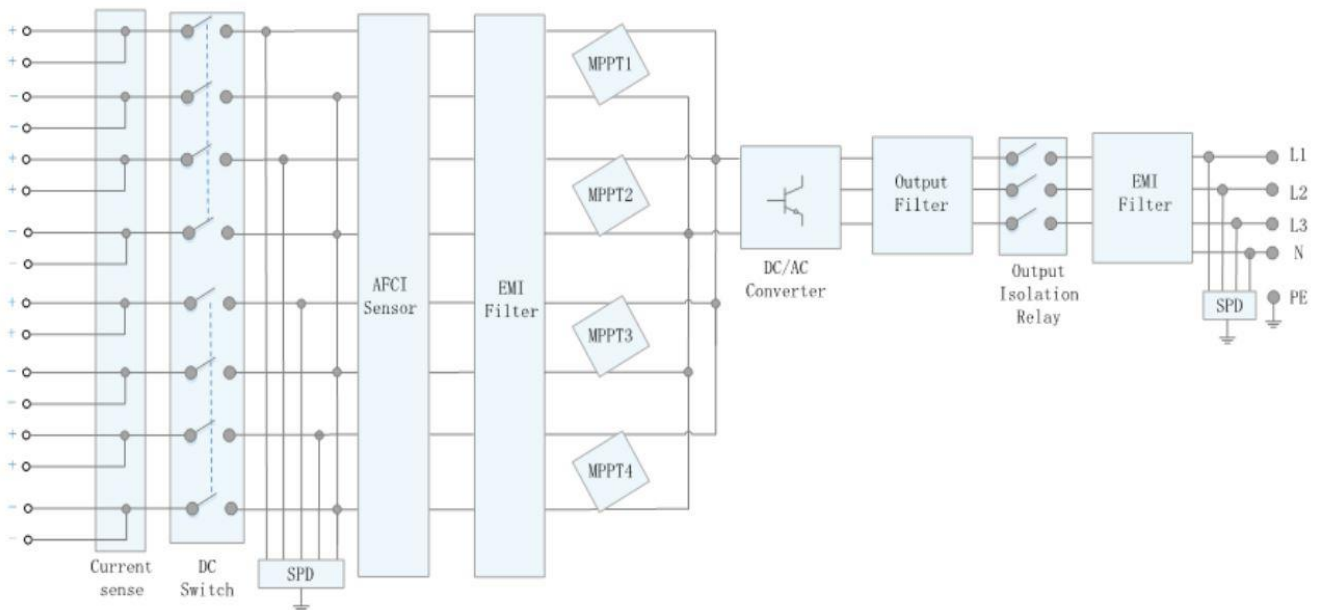 +
+
−
−
+
+
−
−
+
+
−
−
+
+
−
−
Current
sense
DC
Switch
SPD
AFCI
Sensor
EMI
Filter
MPPT1
MPPT2
MPPT3
MPPT4
DC/AC
Converter
Output
Filter
Output
Isolation
Relay
EMI
Filter
L1
L2
L3
N
SPD
PE